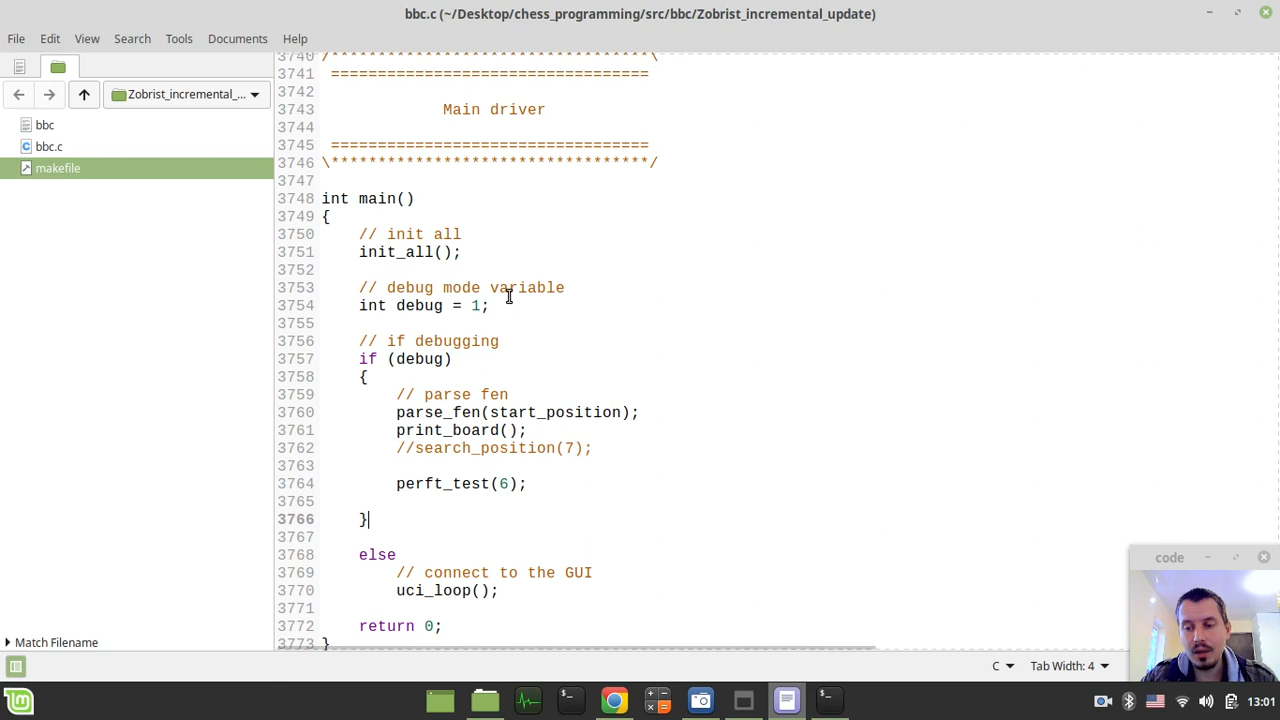 bbc.c (~/Desktop/chess_programming/src/bbc/Zobrist_incremental_update)
File Edit View Search Tools Documents Help
Zobrist_incremental_...
bbc
bbc.c
makefile
Match Filename
3740 /**********************************\
3741  ==================================
3742
3743             Main driver
3744
3745  ==================================
3746 \**********************************/
3747
3748 int main()
3749 {
3750     // init all
3751     init_all();
3752
3753     // debug mode variable
3754     int debug = 1;
3755
3756     // if debugging
3757     if (debug)
3758     {
3759         // parse fen
3760         parse_fen(start_position);
3761         print_board();
3762         //search_position(7);
3763
3764         perft_test(6);
3765
3766     }
3767
3768     else
3769         // connect to the GUI
3770         uci_loop();
3771
3772     return 0;
3773 }
code
C Tab Width: 4
13:01